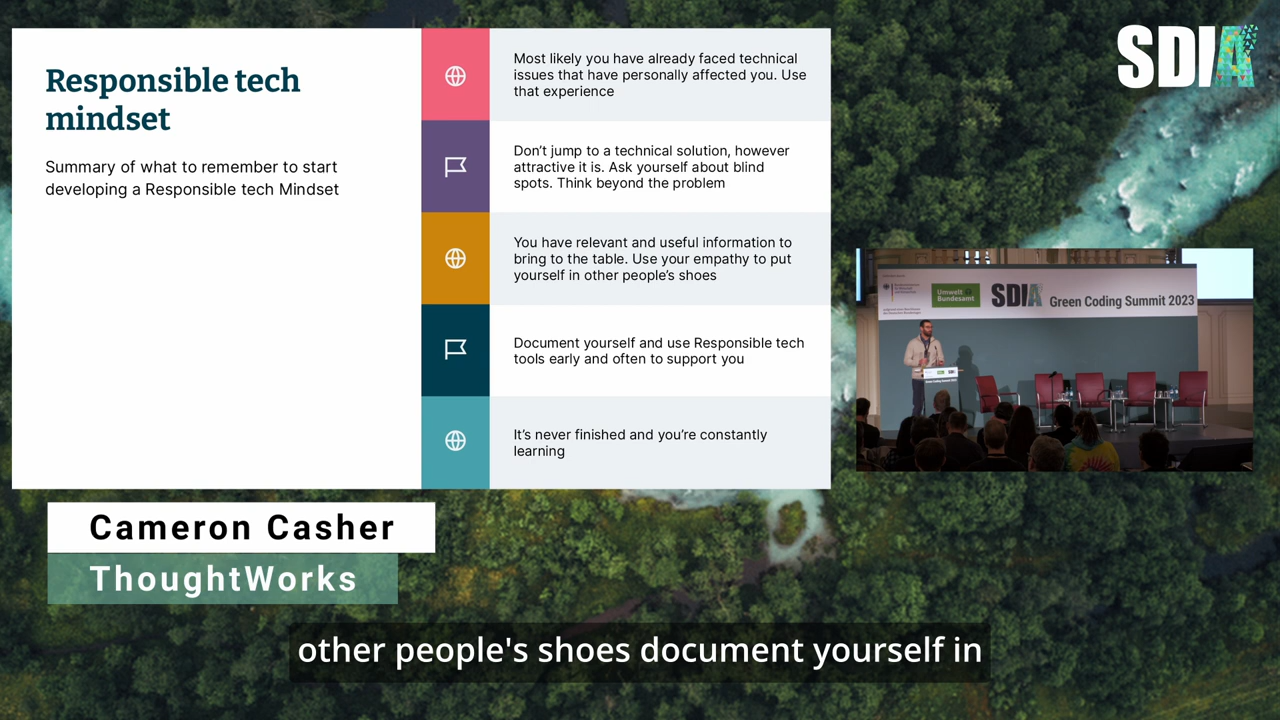 Responsible tech
mindset
Summary of what to remember to start
developing a Responsible tech Mindset
Most likely you have already faced technical
issues that have personally affected you. Use
that experience
Don't jump to a technical solution, however
attractive it is. Ask yourself about blind
spots. Think beyond the problem
You have relevant and useful information to
bring to the table. Use your empathy to put
yourself in other people's shoes
Document yourself and use Responsible tech
tools early and often to support you
It's never finished and you're constantly
learning
SDIA
Umwelt
Bundesamt
SDIA
Green Coding Summit 2023
Cameron Casher
ThoughtWorks
other people's shoes document yourself in